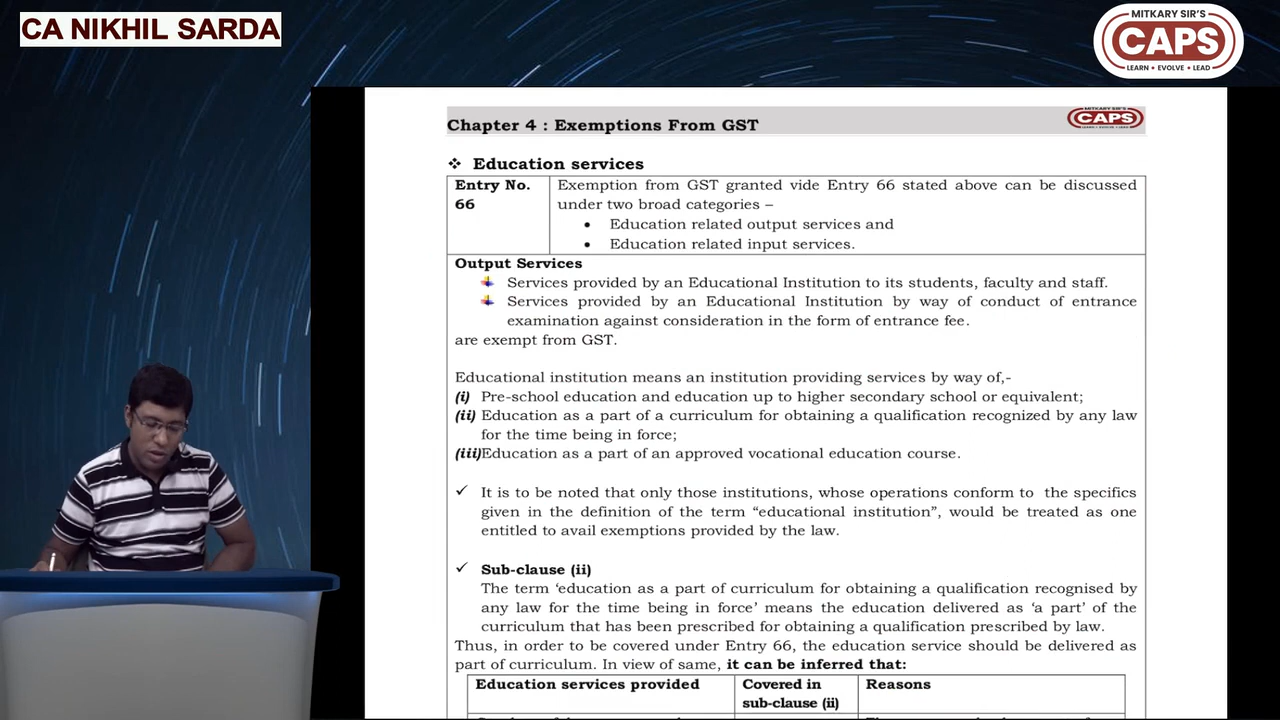 CA NIKHIL SARDA
MITKARY SIR'S
CAPS
LEARN • EVOLVE • LEAD
Chapter 4 : Exemptions From GST
MITKARY SIR'S
CAPS
LEARN • EVOLVE • LEAD
❖ Education services
Entry No. 66
Exemption from GST granted vide Entry 66 stated above can be discussed
under two broad categories –
• Education related output services and
• Education related input services.
Output Services
Services provided by an Educational Institution to its students, faculty and staff.
Services provided by an Educational Institution by way of conduct of entrance
examination against consideration in the form of entrance fee.
are exempt from GST.
Educational institution means an institution providing services by way of,-
(i) Pre-school education and education up to higher secondary school or equivalent;
(ii) Education as a part of a curriculum for obtaining a qualification recognized by any law
for the time being in force;
(iii)Education as a part of an approved vocational education course.
✓ It is to be noted that only those institutions, whose operations conform to the specifics
given in the definition of the term “educational institution”, would be treated as one
entitled to avail exemptions provided by the law.
✓ Sub-clause (ii)
The term ‘education as a part of curriculum for obtaining a qualification recognised by
any law for the time being in force’ means the education delivered as ‘a part’ of the
curriculum that has been prescribed for obtaining a qualification prescribed by law.
Thus, in order to be covered under Entry 66, the education service should be delivered as
part of curriculum. In view of same, it can be inferred that:
Education services provided
Covered in
sub-clause (ii)
Reasons